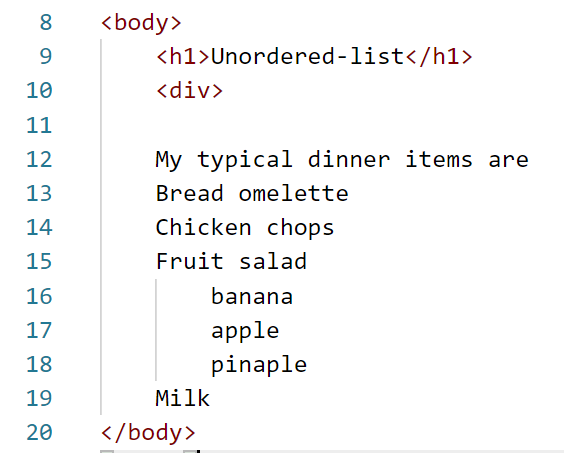 8 <body>
9 <h1>Unordered-list</h1>
10 <div>
11
12 My typical dinner items are
13 Bread omelette
14 Chicken chops
15 Fruit salad
16 banana
17 apple
18 pinaple
19 Milk
20 </body>